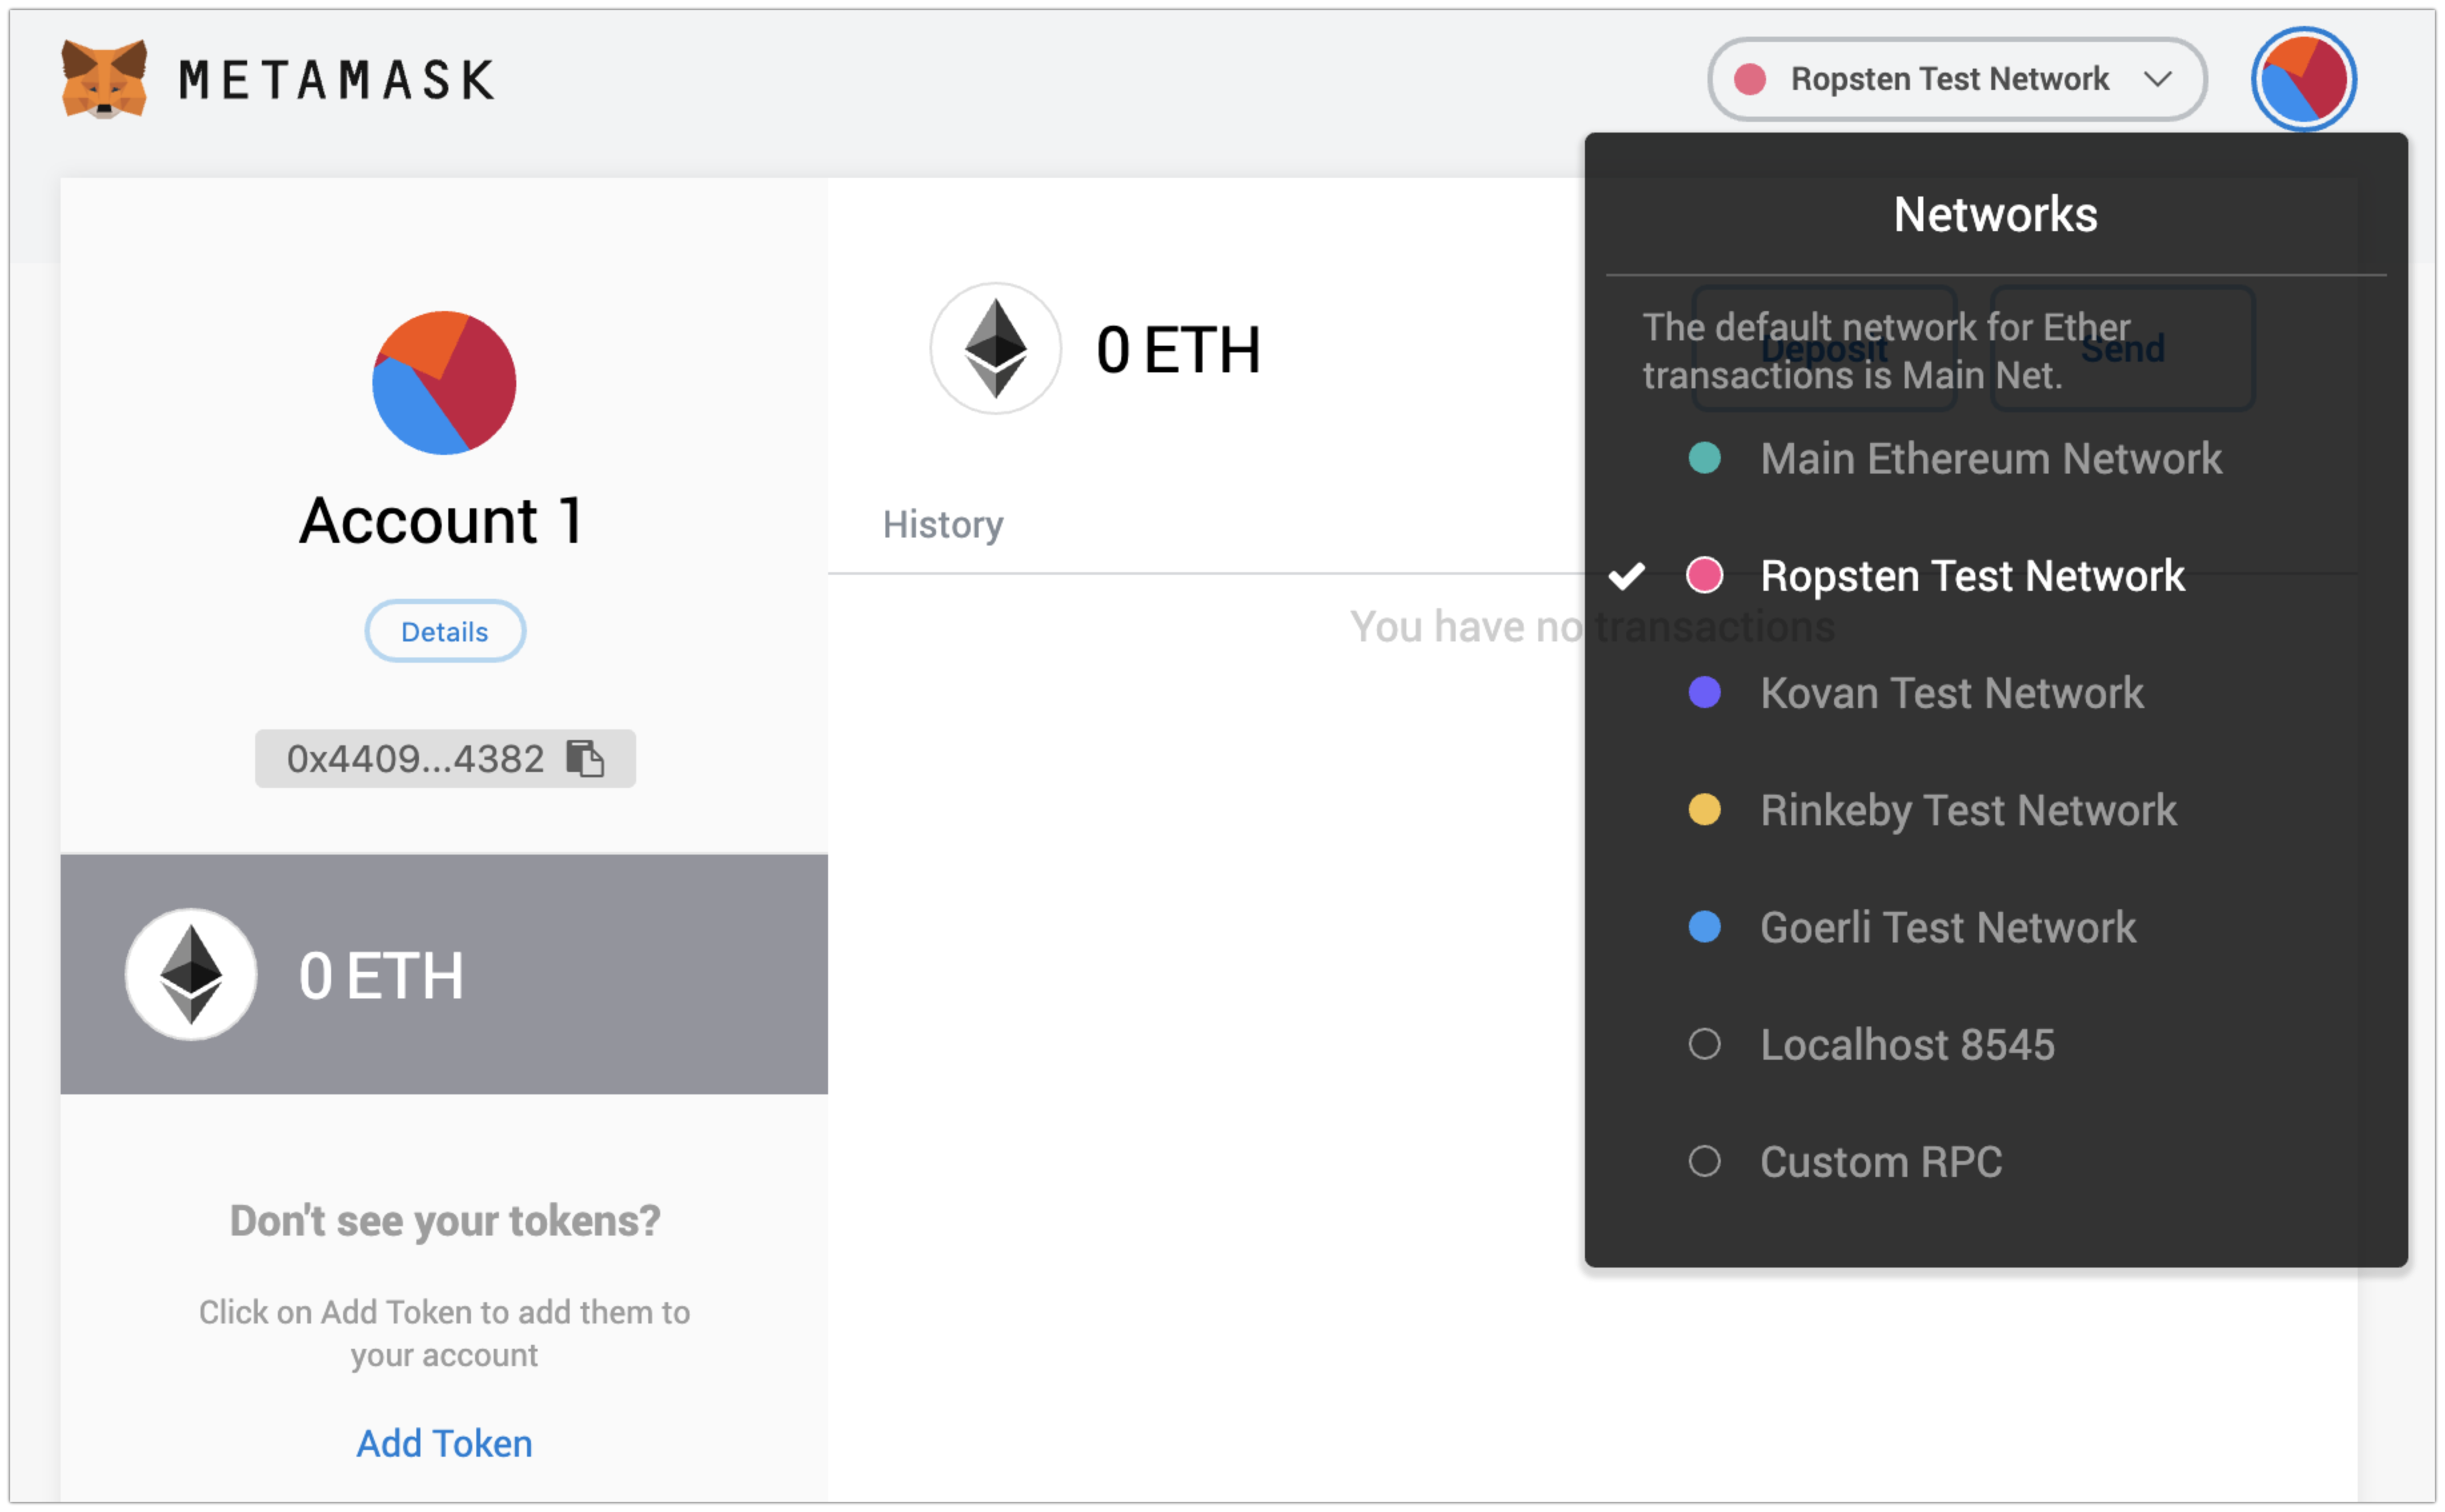 METAMASK
Ropsten Test Network
Account 1
Details
0x4409...4382
0 ETH
Don't see your tokens?
Click on Add Token to add them to
your account
Add Token
0 ETH
Deposit
Send
History
You have no transactions
Networks
The default network for Ether
transactions is Main Net.
Main Ethereum Network
Ropsten Test Network
Kovan Test Network
Rinkeby Test Network
Goerli Test Network
Localhost 8545
Custom RPC